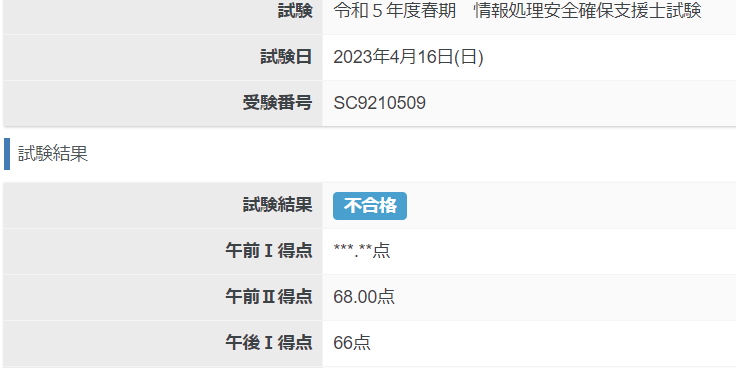 試験 令和５年度春期　情報処理安全確保支援士試験
試験日 2023年4月16日(日)
受験番号 SC9210509
試験結果
試験結果 不合格
午前Ⅰ得点 ***.**点
午前Ⅱ得点 68.00点
午後Ⅰ得点 66点